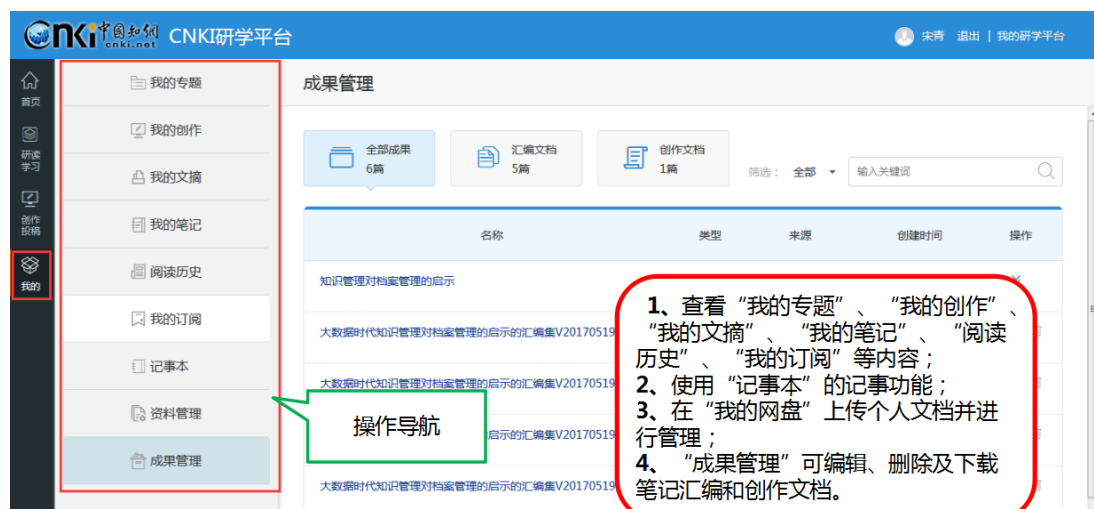 CNKI中国知网 cnki.net CNKI研学平台
宋青 退出 | 我的研学平台
首页
研读
学习
创作
投稿
我的
我的专题
我的创作
我的文摘
我的笔记
阅读历史
我的订阅
记事本
资料管理
成果管理
成果管理
全部成果
6篇
汇编文档
5篇
创作文档
1篇
筛选： 全部
输入关键词
名称 类型 来源 创建时间 操作
知识管理对档案管理的启示
大数据时代知识管理对档案管理的启示的汇编集V20170519
大数据时代知识管理对档案管理的启示的汇编集V20170519
启示的汇编集V20170519
大数据时代知识管理对档案管理的启示的汇编集V20170519
操作导航
1、查看“我的专题”、“我的创作”、
“我的文摘”、“我的笔记”、“阅读
历史”、“我的订阅”等内容；
2、使用“记事本”的记事功能；
3、在“我的网盘”上传个人文档并进
行管理；
4、“成果管理”可编辑、删除及下载
笔记汇编和创作文档。